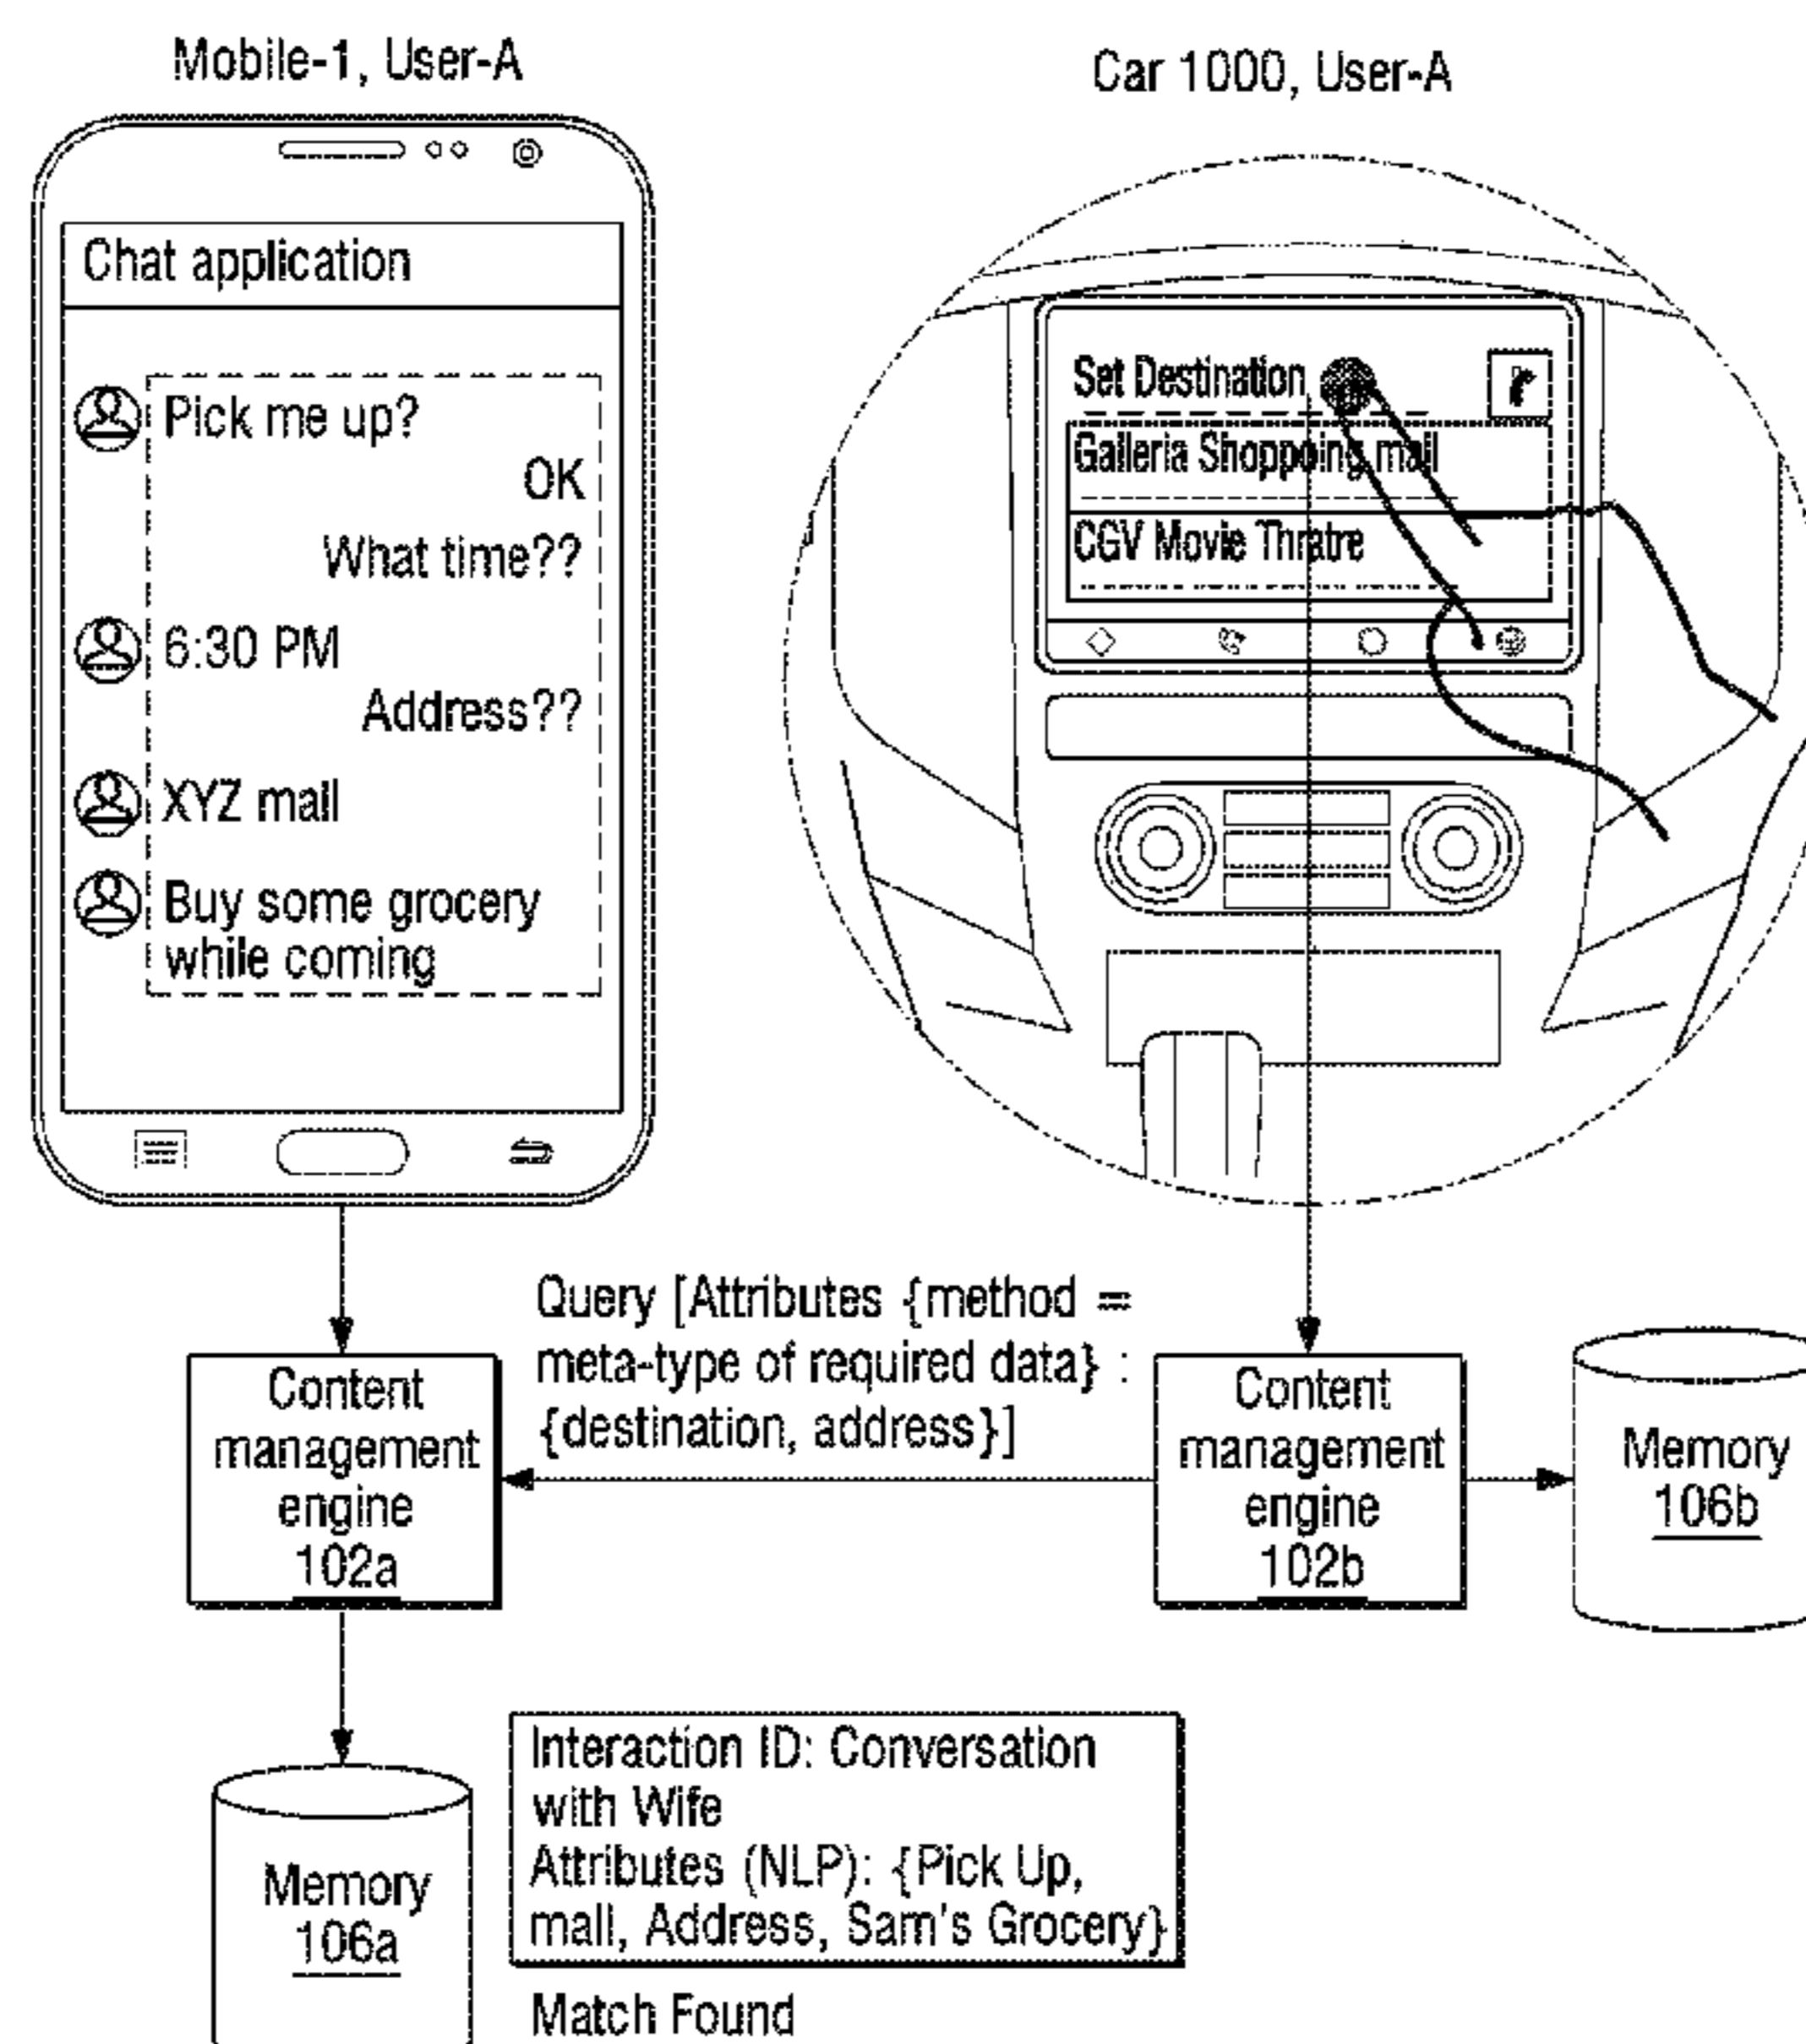 Mobile-1, User-A
Car 1000, User-A
Chat application
Pick me up?
OK
What time??
6:30 PM
Address??
XYZ mall
Buy some grocery
while coming
Set Destination
Galleria Shoppoing mall
CGV Movie Thratre
Query [Attributes {method =
meta-type of required data} :
{destination, address}]
Content
management
engine
102a
Content
management
engine
102b
Memory
106b
Interaction ID: Conversation
with Wife
Attributes (NLP): {Pick Up,
mall, Address, Sam's Grocery}
Memory
106a
Match Found